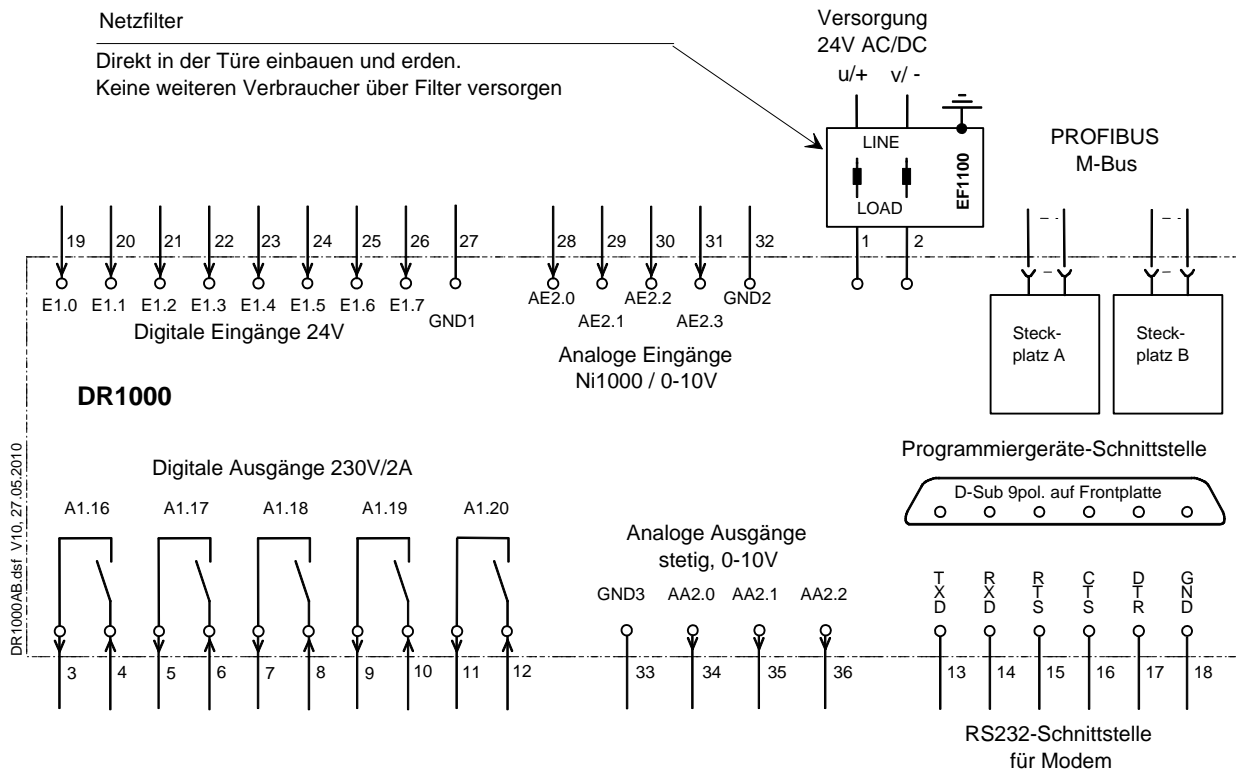 Netzfilter
Direkt in der Türe einbauen und erden.
Keine weiteren Verbraucher über Filter versorgen
Versorgung
24V AC/DC
u/+ v/ -
LINE
LOAD
EF1100
PROFIBUS
M-Bus
19 20 21 22 23 24 25 26 27 28 29 30 31 32 1 2
E1.0 E1.1 E1.2 E1.3 E1.4 E1.5 E1.6 E1.7 GND1
Digitale Eingänge 24V
AE2.0 AE2.1 AE2.2 AE2.3 GND2
Analoge Eingänge
Ni1000 / 0-10V
Steck-
platz A
Steck-
platz B
DR1000
DR1000AB.dsf V10, 27.05.2010
Digitale Ausgänge 230V/2A
A1.16 A1.17 A1.18 A1.19 A1.20
Analoge Ausgänge
stetig, 0-10V
GND3 AA2.0 AA2.1 AA2.2
Programmiergeräte-Schnittstelle
D-Sub 9pol. auf Frontplatte
TXD RXD RTS CTS DTR GND
3 4 5 6 7 8 9 10 11 12 33 34 35 36 13 14 15 16 17 18
RS232-Schnittstelle
für Modem